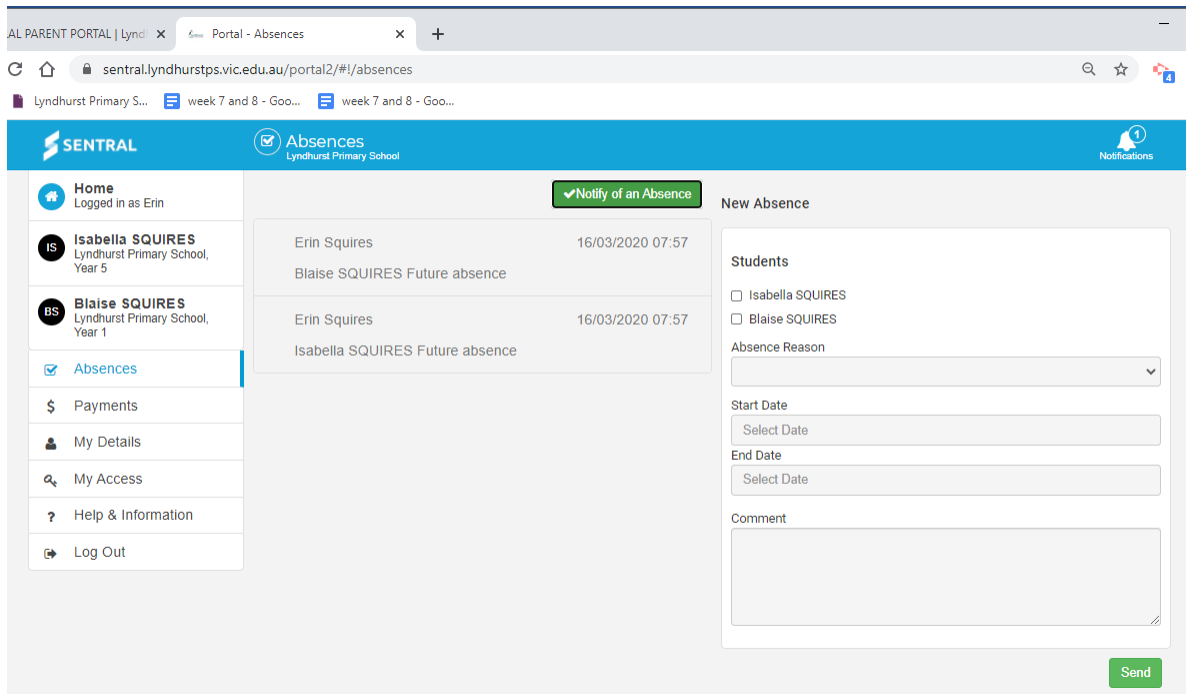 AL PARENT PORTAL | Lynd
Portal - Absences
sentral.lyndhurstps.vic.edu.au/portal2/#!/absences
4
Lyndhurst Primary S...
week 7 and 8 - Goo...
week 7 and 8 - Goo...
SENTRAL
Absences
Lyndhurst Primary School
1
Notifications
Home
Logged in as Erin
IS
Isabella SQUIRES
Lyndhurst Primary School,
Year 5
BS
Blaise SQUIRES
Lyndhurst Primary School,
Year 1
Absences
Payments
My Details
My Access
Help & Information
Log Out
Notify of an Absence
Erin Squires 16/03/2020 07:57
Blaise SQUIRES Future absence
Erin Squires 16/03/2020 07:57
Isabella SQUIRES Future absence
New Absence
Students
Isabella SQUIRES
Blaise SQUIRES
Absence Reason
Start Date
Select Date
End Date
Select Date
Comment
Send